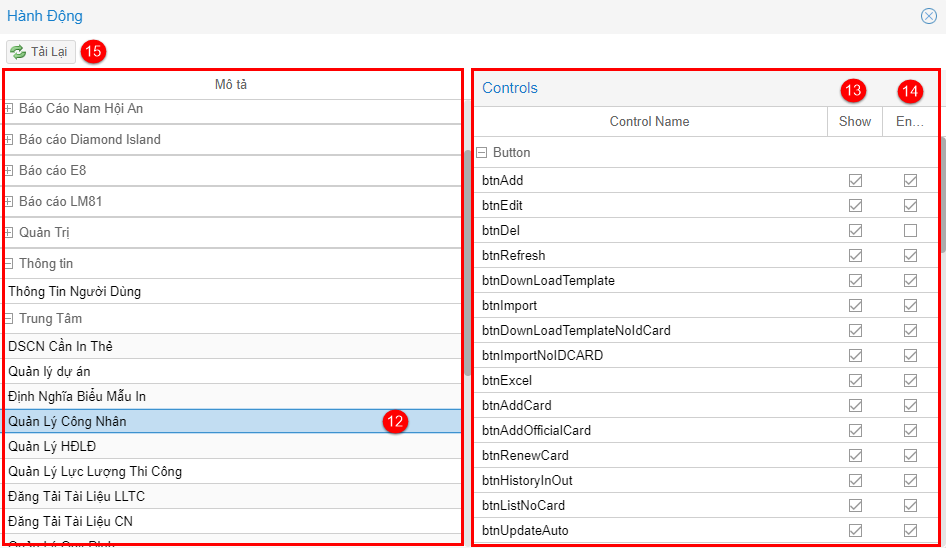 Hành Động
Tải Lại 15
Mô tả
Báo Cáo Nam Hội An
Báo cáo Diamond Island
Báo cáo E8
Báo cáo LM81
Quản Trị
Thông tin
Thông Tin Người Dùng
Trung Tâm
DSCN Cần In Thẻ
Quản lý dự án
Định Nghĩa Biểu Mẫu In
Quản Lý Công Nhân 12
Quản Lý HĐLĐ
Quản Lý Lực Lượng Thi Công
Đăng Tải Tài Liệu LLTC
Đăng Tải Tài Liệu CN
Controls 13 14
Control Name Show En...
Button
btnAdd
btnEdit
btnDel
btnRefresh
btnDownLoadTemplate
btnImport
btnDownLoadTemplateNoIdCard
btnImportNoIDCARD
btnExcel
btnAddCard
btnAddOfficialCard
btnRenewCard
btnHistoryInOut
btnListNoCard
btnUpdateAuto